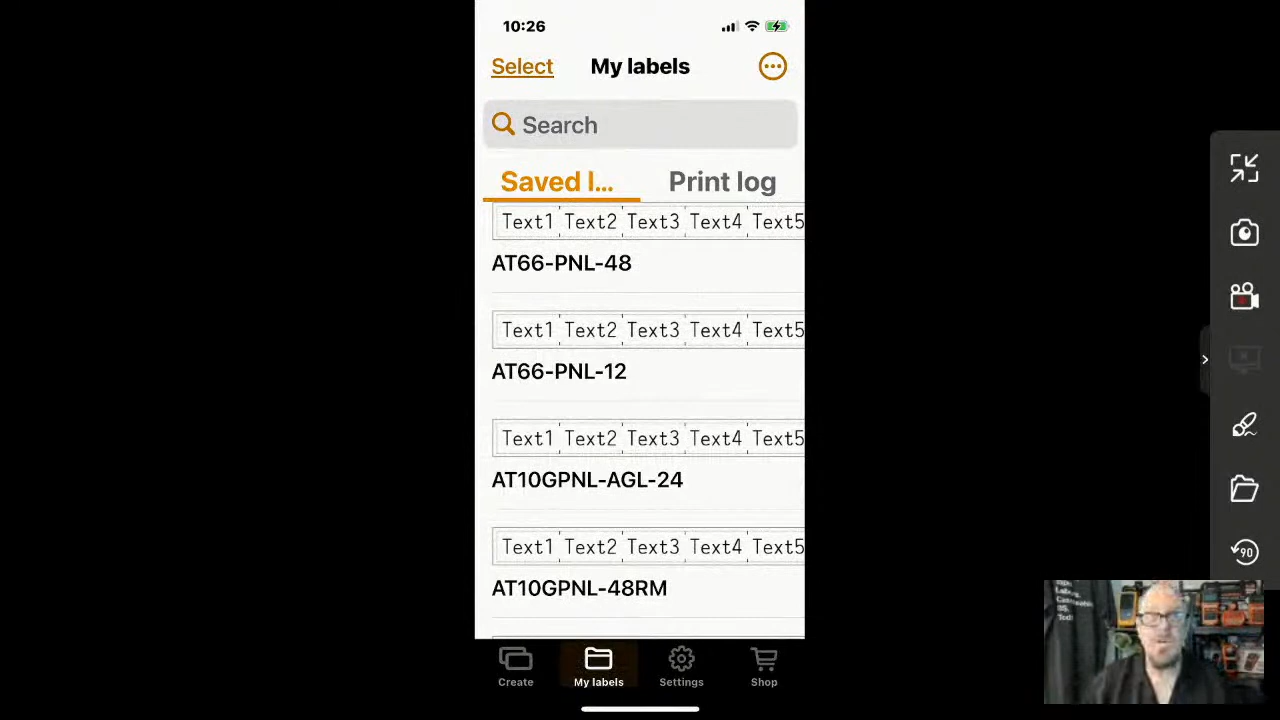 10:26
Select My labels
Search
Saved l... Print log
Text1 Text2 Text3 Text4 Text5
AT66-PNL-48
Text1 Text2 Text3 Text4 Text5
AT66-PNL-12
Text1 Text2 Text3 Text4 Text5
AT10GPNL-AGL-24
Text1 Text2 Text3 Text4 Text5
AT10GPNL-48RM
Create My labels Settings Shop
90